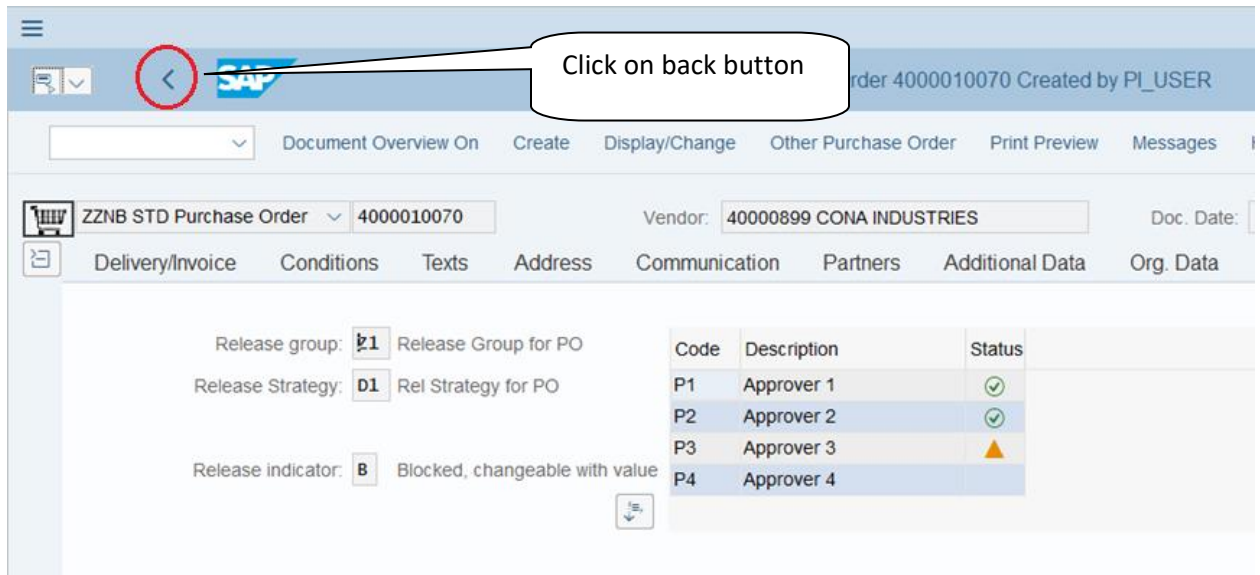 Click on back button
SAP
rder 4000010070 Created by PI_USER
Document Overview On Create Display/Change Other Purchase Order Print Preview Messages
ZZNB STD Purchase Order 4000010070 Vendor: 40000899 CONA INDUSTRIES Doc. Date:
Delivery/Invoice Conditions Texts Address Communication Partners Additional Data Org. Data
Release group: Z1 Release Group for PO
Release Strategy: D1 Rel Strategy for PO
Release indicator: B Blocked, changeable with value
Code Description Status
P1 Approver 1
P2 Approver 2
P3 Approver 3
P4 Approver 4